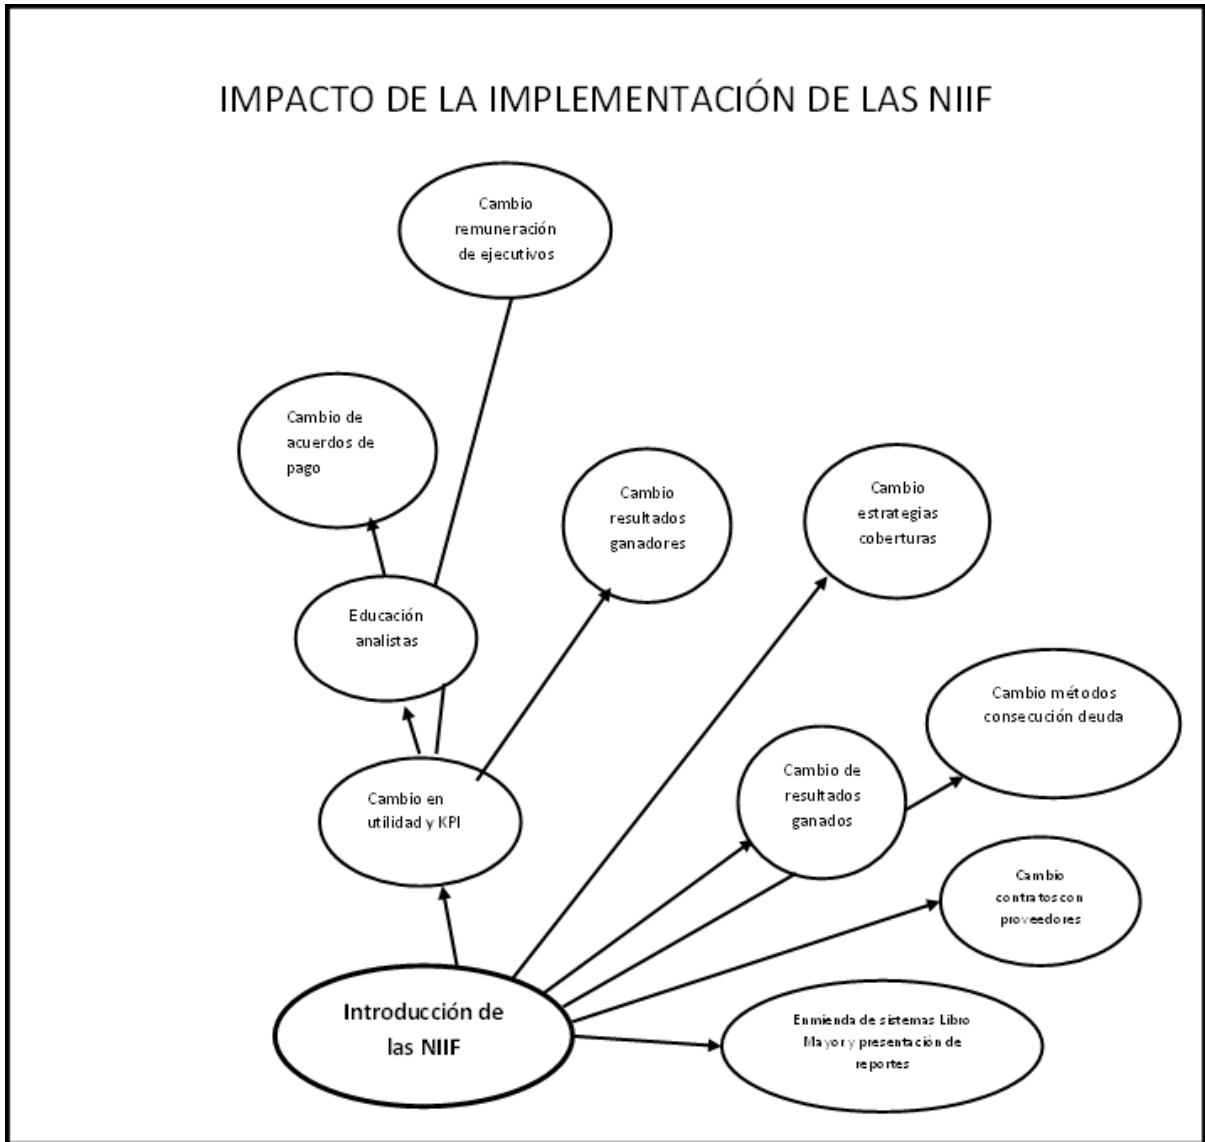 IMPACTO DE LA IMPLEMENTACIÓN DE LAS NIIF
Cambio
remuneración
de ejecutivos
Cambio de
acuerdos de
pago
Cambio
resultados
ganadores
Cambio
estrategias
coberturas
Educación
analistas
Cambio métodos
consecución deuda
Cambio de
resultados
ganados
Cambio en
utilidad y KPI
Cambio
contratos con
proveedores
Introducción de
las NIIF
Enmienda de sistemas Libro
Mayor y presentación de
reportes